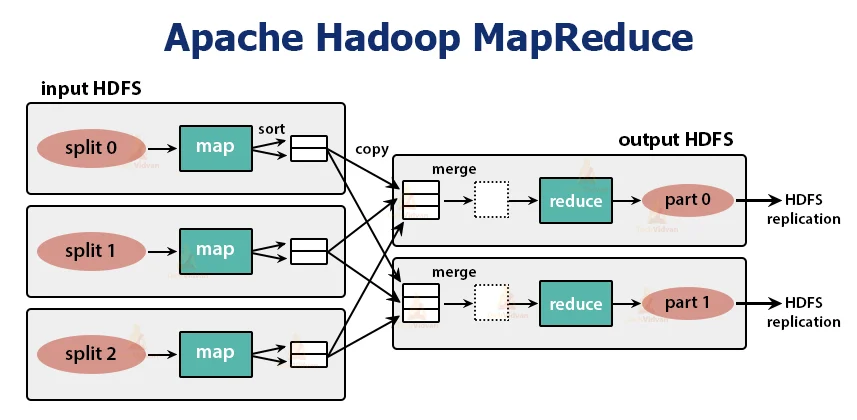 Apache Hadoop MapReduce
input HDFS
split 0
map
sort
copy
split 1
map
split 2
map
output HDFS
merge
reduce
part 0
HDFS
replication
merge
reduce
part 1
HDFS
replication